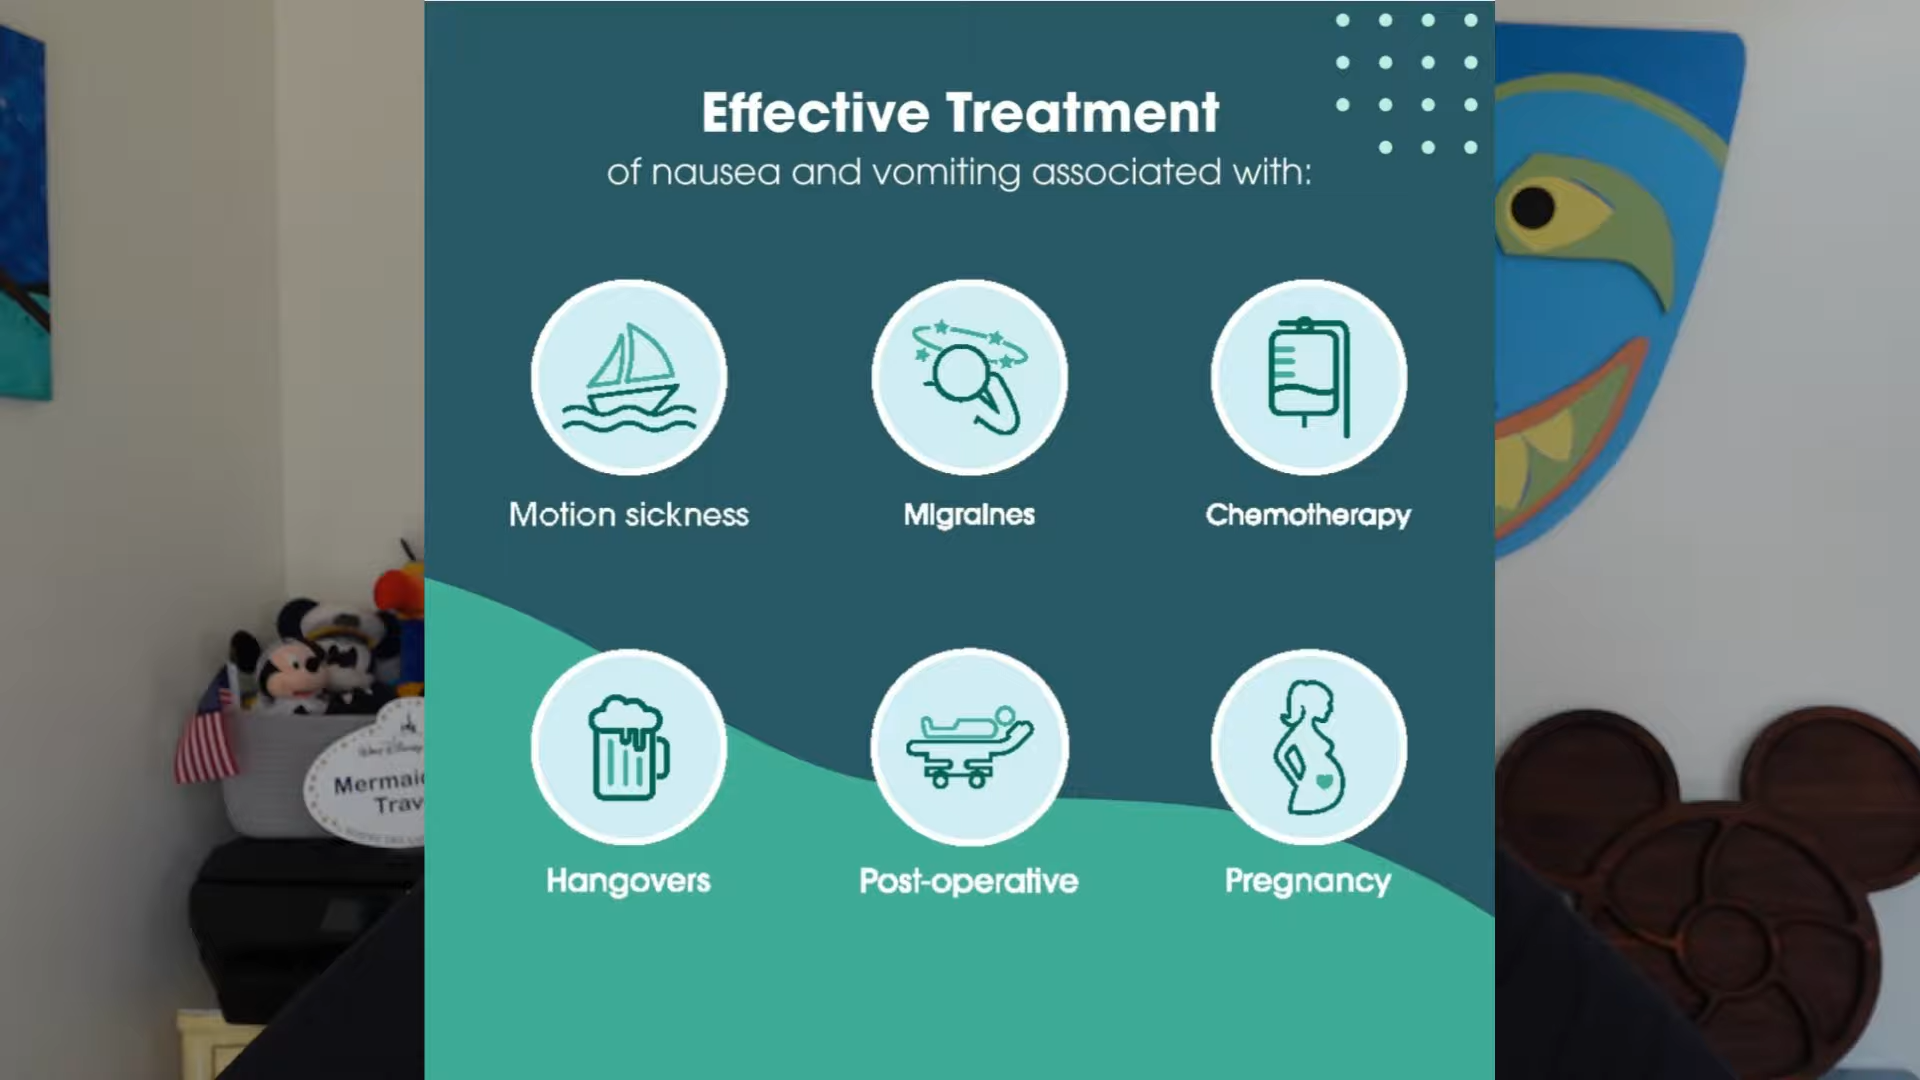 Effective Treatment
of nausea and vomiting associated with:
Motion sickness
Migraines
Chemotherapy
Hangovers
Post-operative
Pregnancy